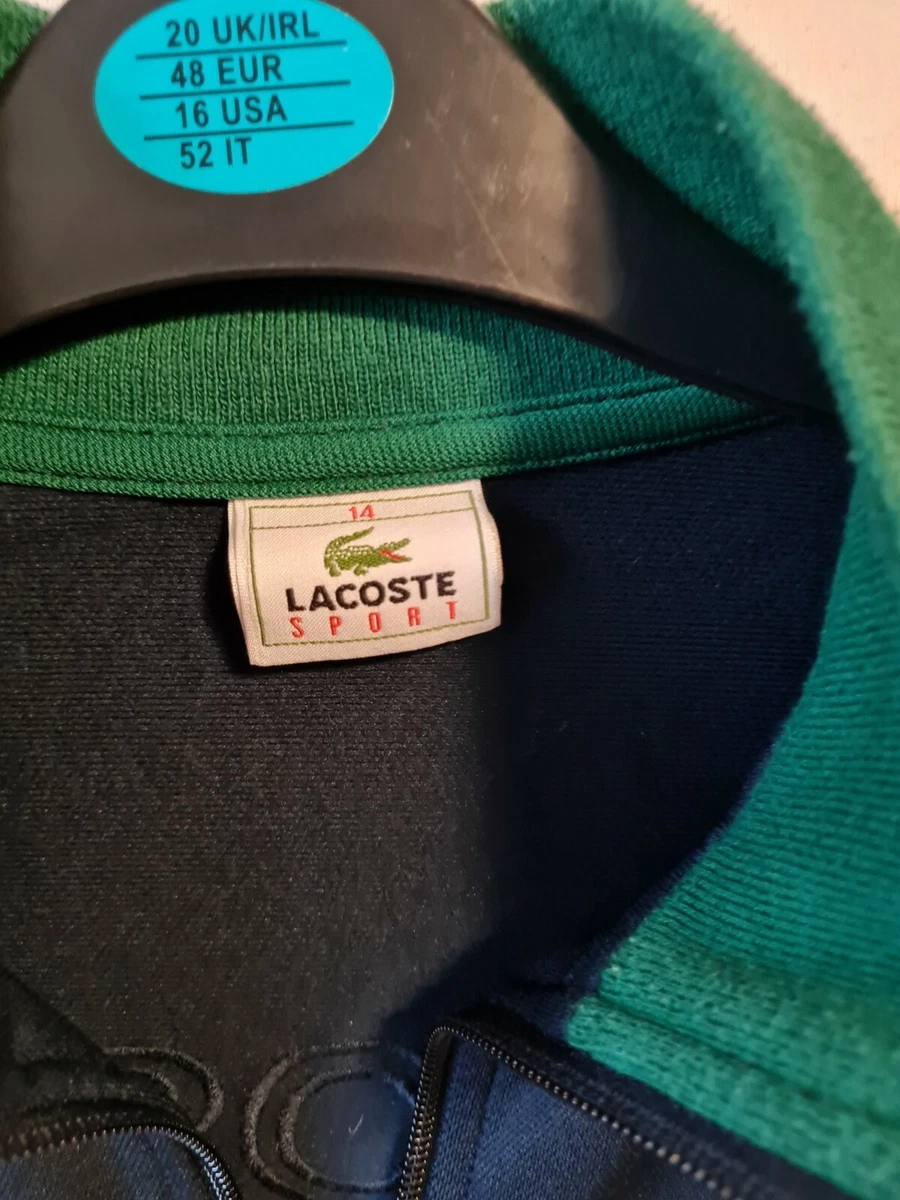 20 UK/IRL
48 EUR
16 USA
52 IT
14
LACOSTE
SPORT